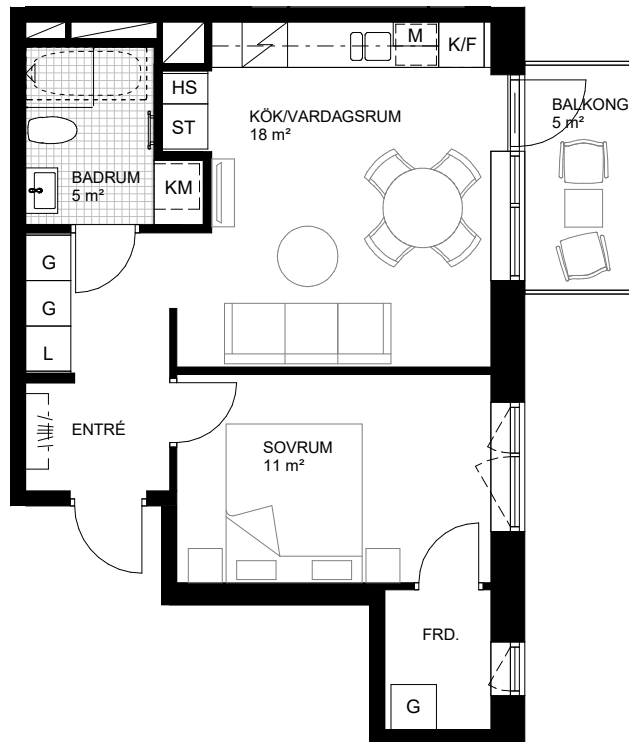 M
K/F
HS
ST
KÖK/VARDAGSRUM
18 m²
BALKONG
5 m²
BADRUM
5 m²
KM
G
G
L
ENTRÉ
SOVRUM
11 m²
FRD.
G